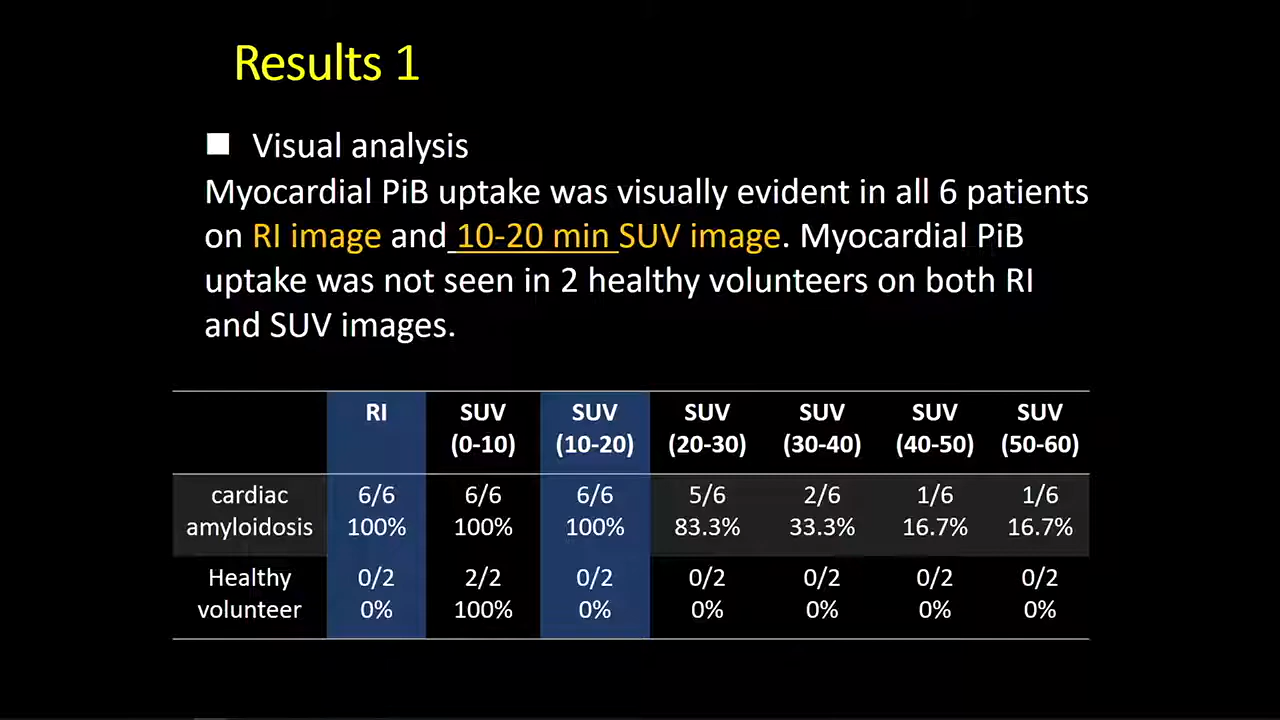 Results 1
Visual analysis
Myocardial PiB uptake was visually evident in all 6 patients
on RI image and 10-20 min SUV image. Myocardial PiB
uptake was not seen in 2 healthy volunteers on both RI
and SUV images.
RI SUV SUV SUV SUV SUV SUV
(0-10) (10-20) (20-30) (30-40) (40-50) (50-60)
cardiac 6/6 6/6 6/6 5/6 2/6 1/6 1/6
amyloidosis 100% 100% 100% 83.3% 33.3% 16.7% 16.7%
Healthy 0/2 2/2 0/2 0/2 0/2 0/2 0/2
volunteer 0% 100% 0% 0% 0% 0% 0%